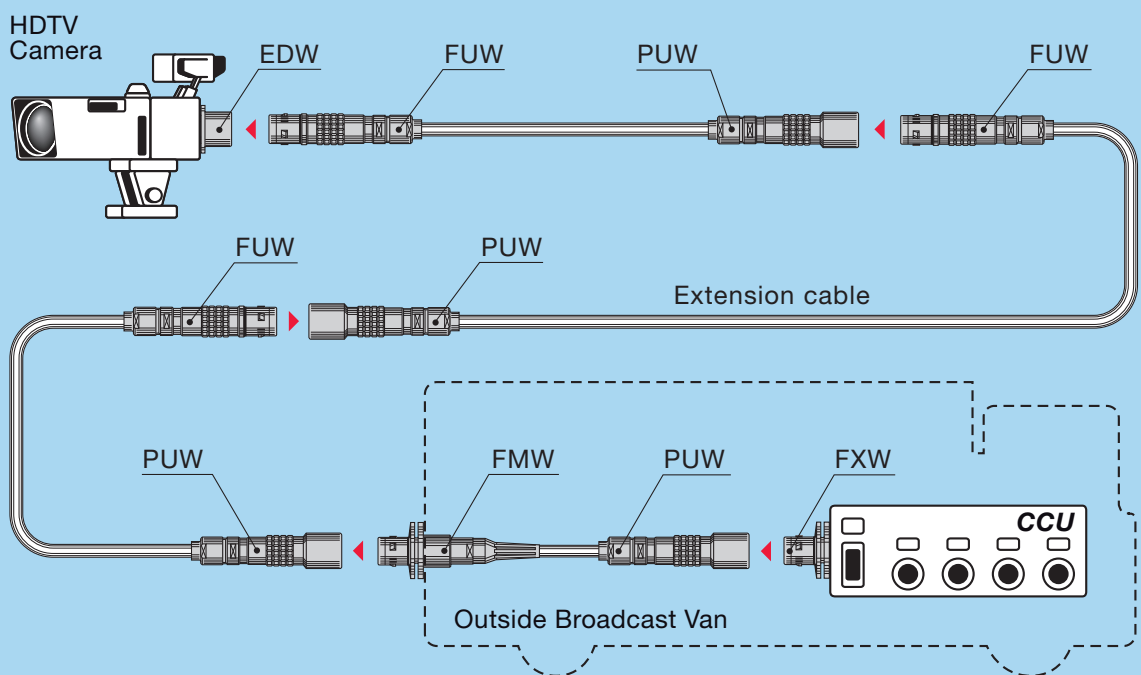 HDTV
Camera
EDW
FUW
PUW
FUW
FUW
PUW
Extension cable
PUW
FMW
PUW
FXW
CCU
Outside Broadcast Van